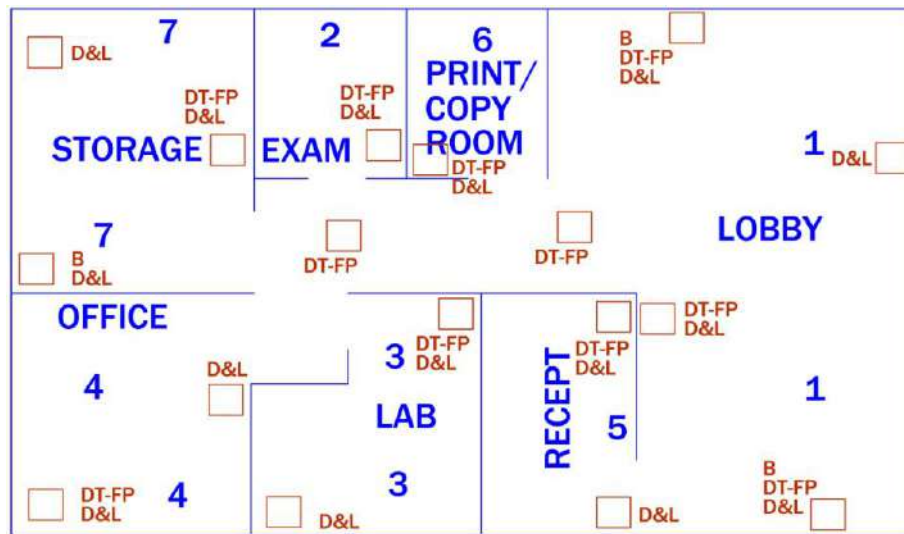 7
D&L
DT-FP
D&L
STORAGE
7
B
D&L
2
DT-FP
D&L
EXAM
6
PRINT/
COPY
ROOM
DT-FP
D&L
B
DT-FP
D&L
1
D&L
LOBBY
DT-FP
DT-FP
OFFICE
4
D&L
4
DT-FP
D&L
3
DT-FP
D&L
LAB
3
D&L
DT-FP
D&L
RECEPT
5
D&L
DT-FP
D&L
1
B
DT-FP
D&L